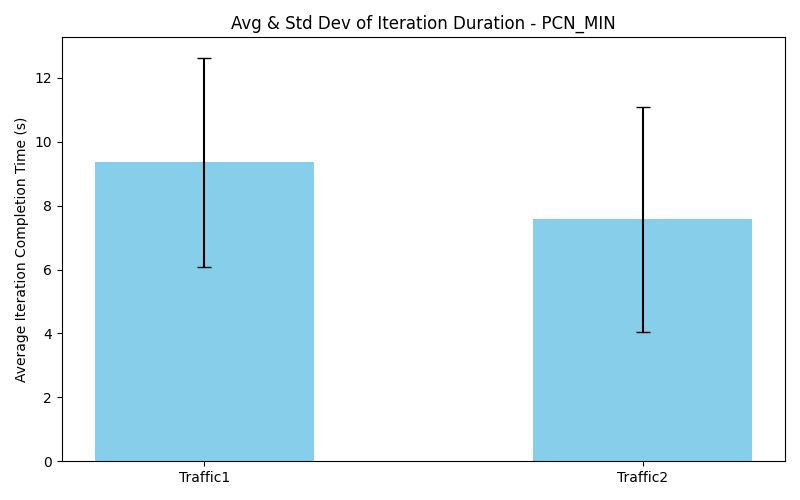 Avg & Std Dev of Iteration Duration - PCN_MIN
Average Iteration Completion Time (s)
12
10
8
6
4
2
0
Traffic1
Traffic2